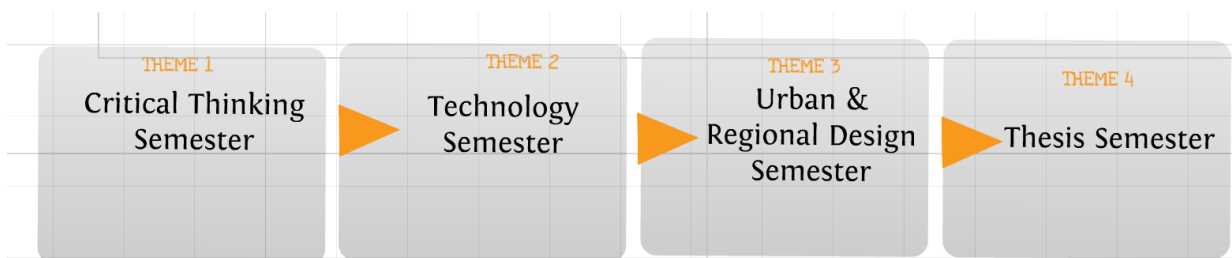 THEME 1
Critical Thinking
Semester
THEME 2
Technology
Semester
THEME 3
Urban &
Regional Design
Semester
THEME 4
Thesis Semester